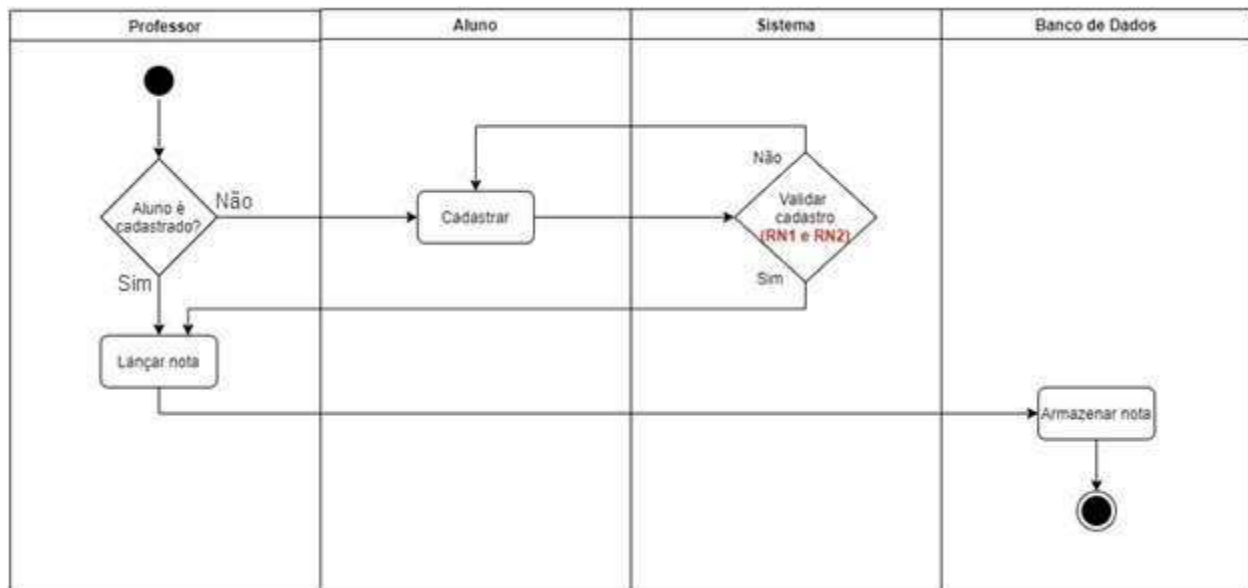 Professor
Aluno
Sistema
Banco de Dados
Aluno é
cadastrado?
Não
Sim
Cadastrar
Não
Validar
cadastro
(RN1 e RN2)
Sim
Lançar nota
Armazenar nota